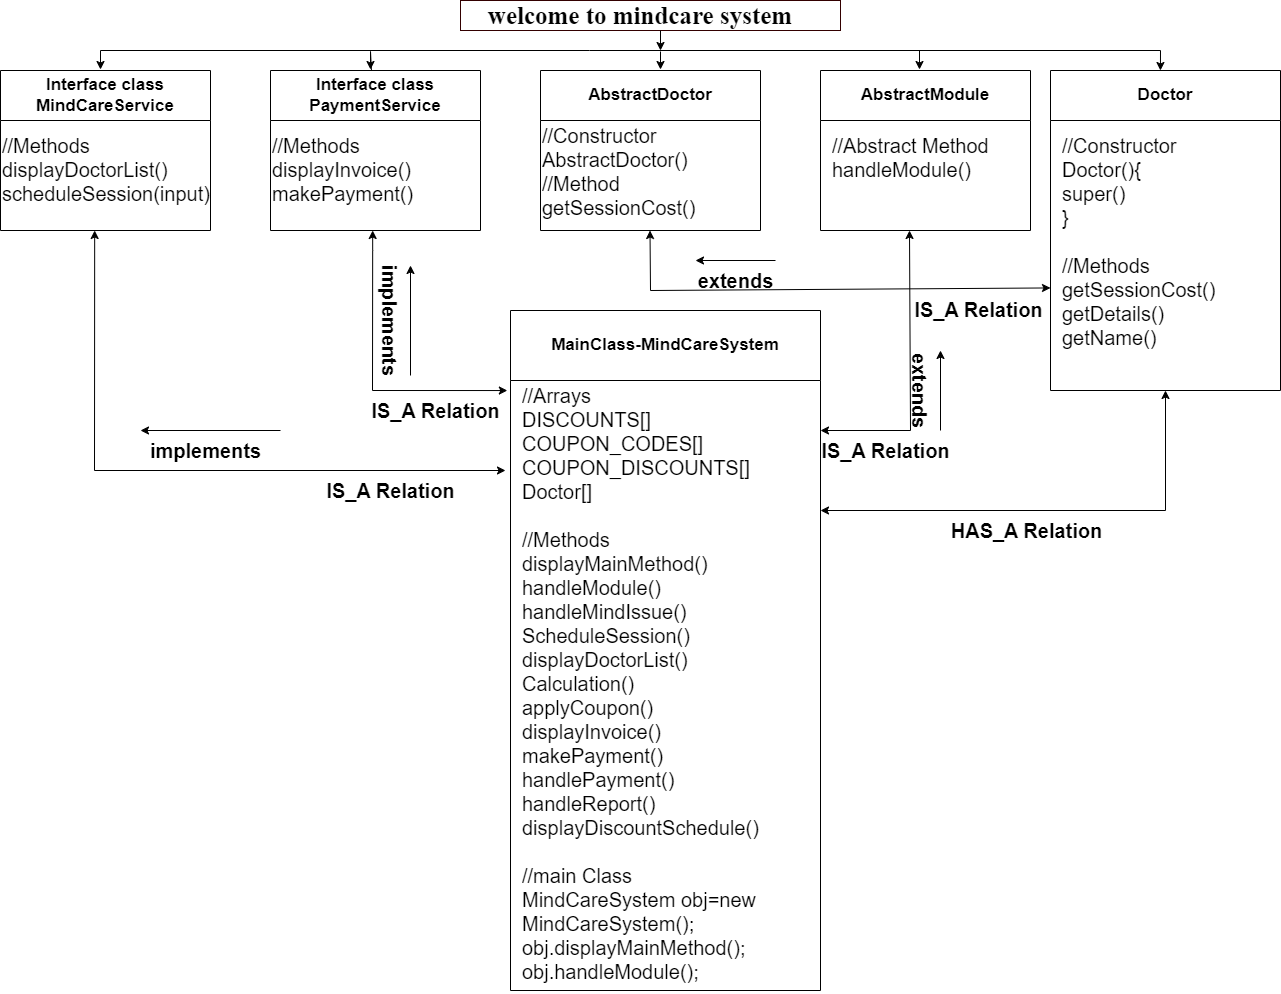 welcome to mindcare system
Interface class
MindCareService
//Methods
displayDoctorList()
scheduleSession(input)
Interface class
PaymentService
//Methods
displayInvoice()
makePayment()
AbstractDoctor
//Constructor
AbstractDoctor()
//Method
getSessionCost()
AbstractModule
//Abstract Method
handleModule()
Doctor
//Constructor
Doctor(){
super()
}
//Methods
getSessionCost()
getDetails()
getName()
implements
extends
IS_A Relation
extends
IS_A Relation
implements
IS_A Relation
IS_A Relation
HAS_A Relation
MainClass-MindCareSystem
//Arrays
DISCOUNTS[]
COUPON_CODES[]
COUPON_DISCOUNTS[]
Doctor[]
//Methods
displayMainMethod()
handleModule()
handleMindIssue()
ScheduleSession()
displayDoctorList()
Calculation()
applyCoupon()
displayInvoice()
makePayment()
handlePayment()
handleReport()
displayDiscountSchedule()
//main Class
MindCareSystem obj=new
MindCareSystem();
obj.displayMainMethod();
obj.handleModule();